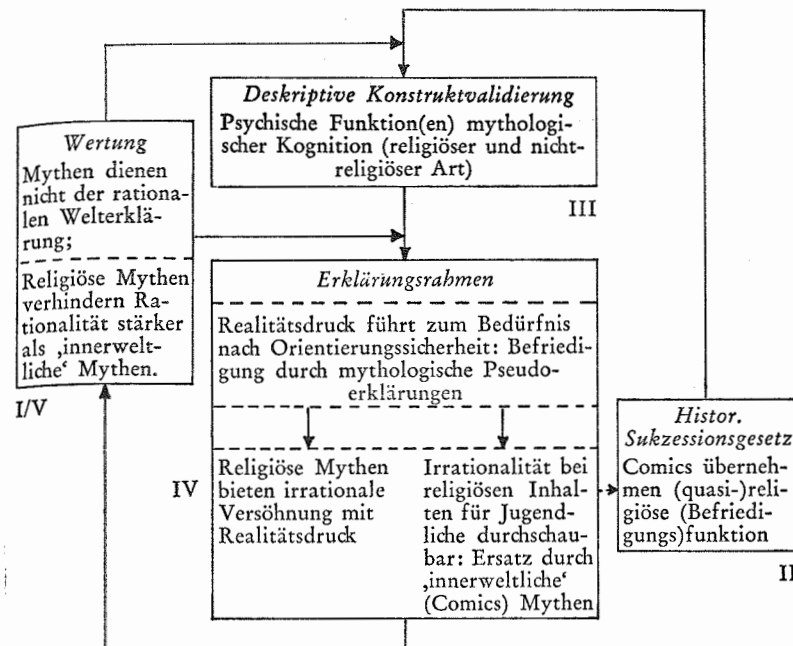 Deskriptive Konstruktvalidierung
Psychische Funktion(en) mythologi-
scher Kognition (religiöser und nicht-
religiöser Art)
III
Wertung
Mythen dienen
nicht der rationa-
len Welterklä-
rung;
Religiöse Mythen
verhindern Ra-
tionalität stärker
als ‚innerwelt-
liche‘ Mythen.
I/V
Erklärungsrahmen
Realitätsdruck führt zum Bedürfnis
nach Orientierungssicherheit: Befriedi-
gung durch mythologische Pseudo-
erklärungen
IV
Religiöse Mythen
bieten irrationale
Versöhnung mit
Realitätsdruck
Irrationalität bei
religiösen Inhal-
ten für Jugend-
liche durchschau-
bar: Ersatz durch
‚innerweltliche‘
(Comics) Mythen
Histor.
Sukzessionsgesetz
Comics überneh-
men (quasi-)reli-
giöse (Befriedi-
gungs)funktion
II